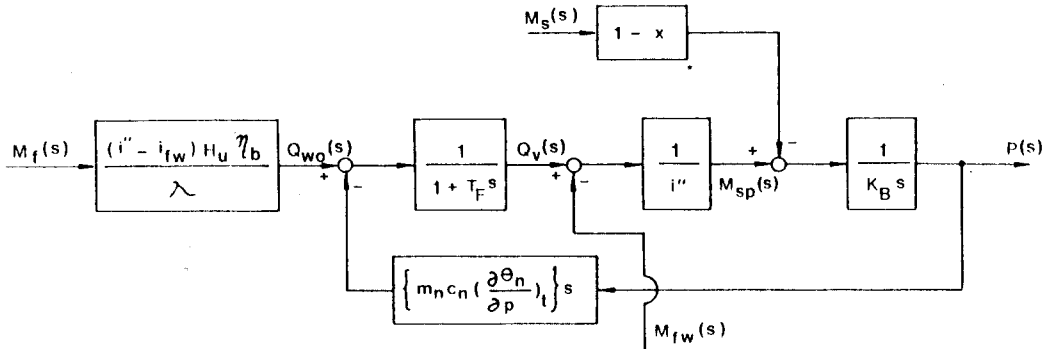 M_s(s)
1 - x
M_f(s)
(i" - i_fw) H_u η_b
λ
Q_wo(s)
+
-
1
1 + T_F s
Q_v(s)
+
-
1
i"
+
-
M_sp(s)
1
K_B s
P(s)
{m_n c_n (∂θ_n/∂p)_t} s
M_fw(s)